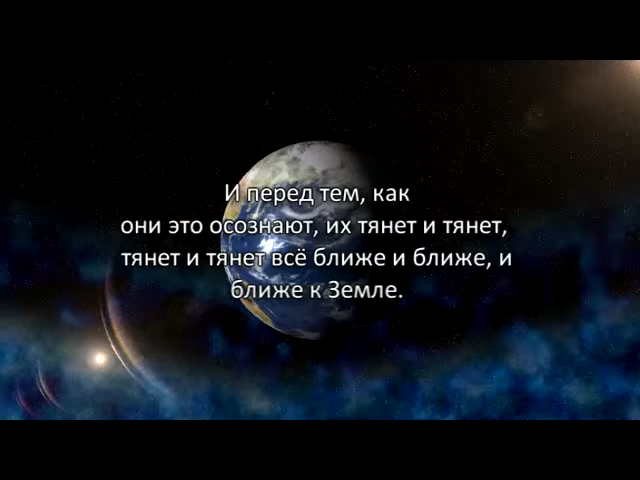 И перед тем, как
они это осознают, их тянет и тянет,
тянет и тянет всё ближе и ближе, и
ближе к Земле.